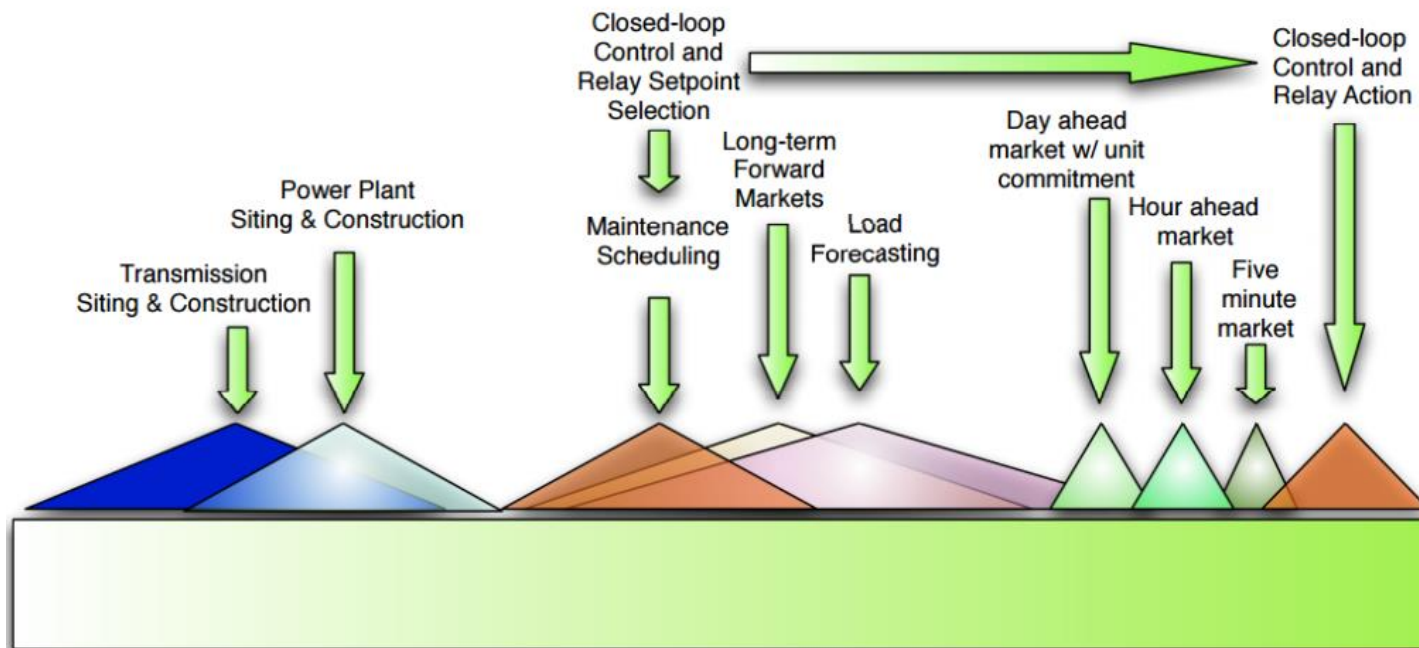 Closed-loop
Control and
Relay Setpoint
Selection
Closed-loop
Control and
Relay Action
Long-term
Forward
Markets
Day ahead
market w/ unit
commitment
Power Plant
Siting & Construction
Maintenance
Scheduling
Load
Forecasting
Hour ahead
market
Transmission
Siting & Construction
Five
minute
market